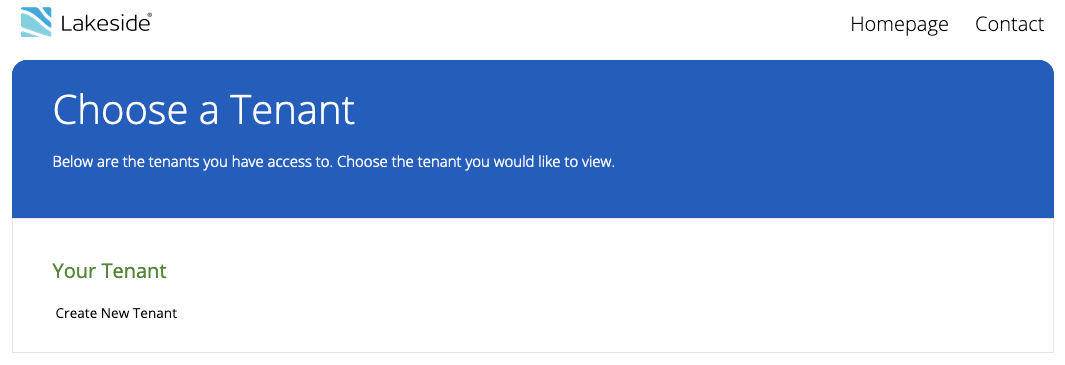 Lakeside®
Homepage Contact
Choose a Tenant
Below are the tenants you have access to. Choose the tenant you would like to view.
Your Tenant
Create New Tenant